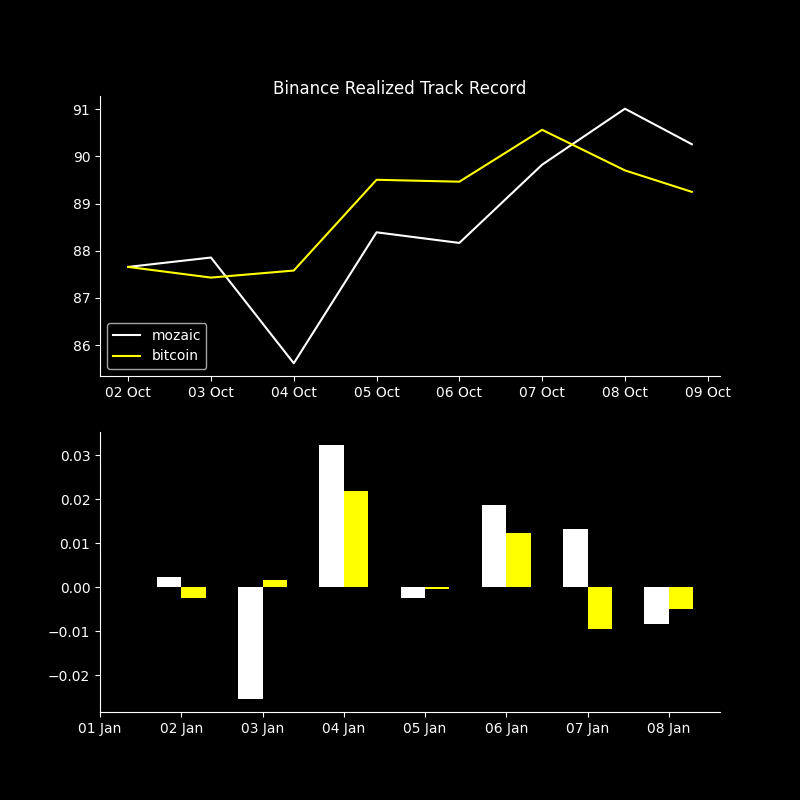 Binance Realized Track Record
91
90
89
88
87
86
mozaic
bitcoin
02 Oct 03 Oct 04 Oct 05 Oct 06 Oct 07 Oct 08 Oct 09 Oct
0.03
0.02
0.01
0.00
−0.01
−0.02
01 Jan 02 Jan 03 Jan 04 Jan 05 Jan 06 Jan 07 Jan 08 Jan